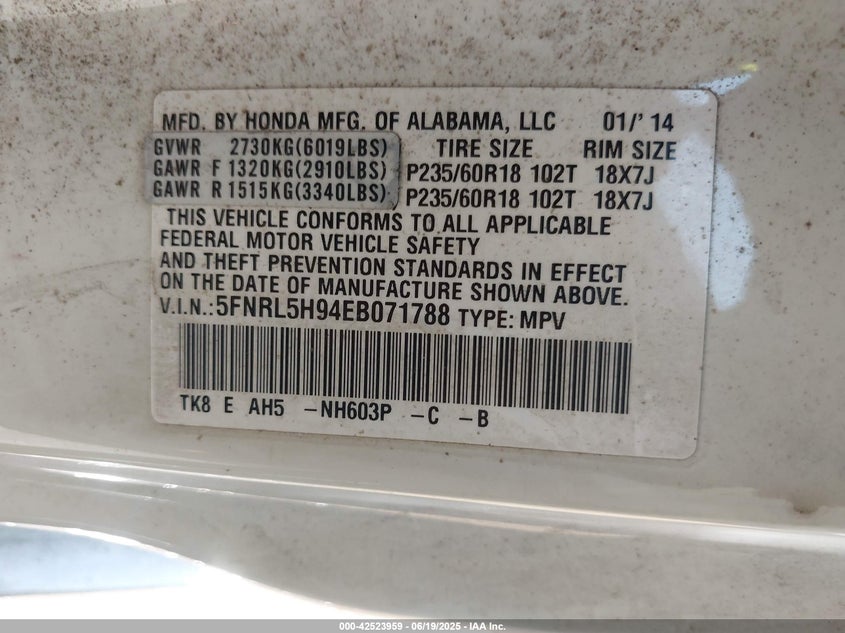 MFD. BY HONDA MFG. OF ALABAMA, LLC 01/'14
GVWR 2730KG(6019LBS) TIRE SIZE RIM SIZE
GAWR F 1320KG(2910LBS) P235/60R18 102T 18X7J
GAWR R 1515KG(3340LBS) P235/60R18 102T 18X7J
THIS VEHICLE CONFORMS TO ALL APPLICABLE
FEDERAL MOTOR VEHICLE SAFETY
AND THEFT PREVENTION STANDARDS IN EFFECT
ON THE DATE OF MANUFACTURE SHOWN ABOVE.
V.I.N.:5FNRL5H94EB071788 TYPE: MPV
TK8 E AH5 -NH603P -C -B
000-42523959 - 06/19/2025 - IAA Inc.